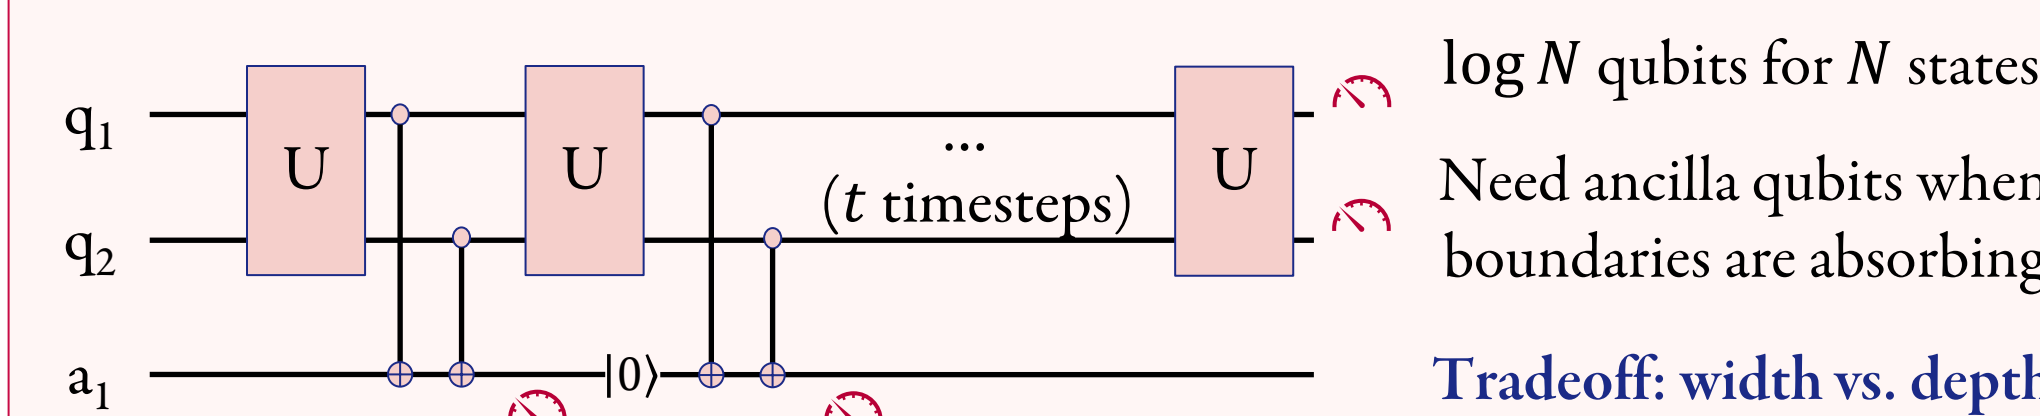 q1
U
U
...
(t timesteps)
U
q2
a1
|0⟩
log N qubits for N states
Need ancilla qubits when
boundaries are absorbing
Tradeoff: width vs. depth